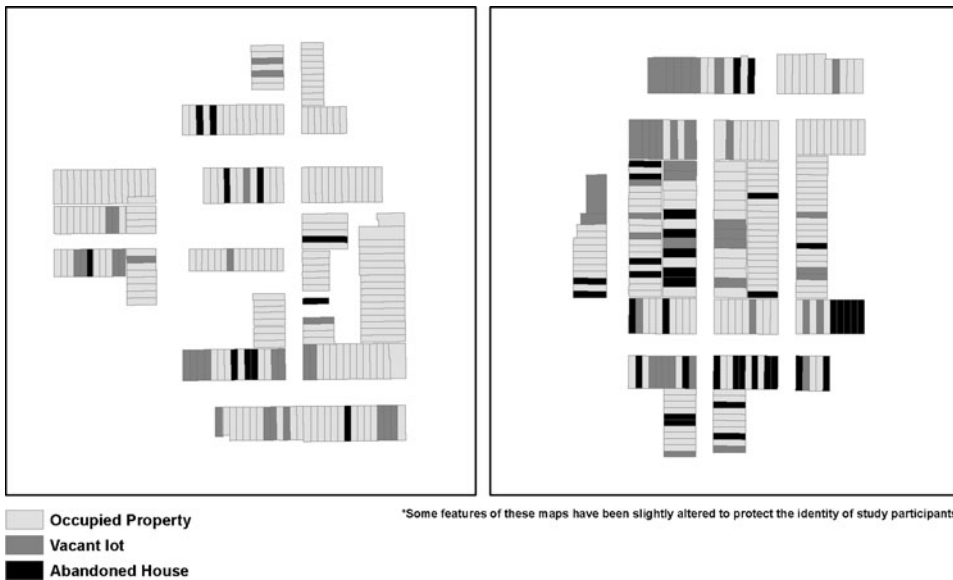 Occupied Property
*Some features of these maps have been slightly altered to protect the identity of study participants
Vacant lot
Abandoned House